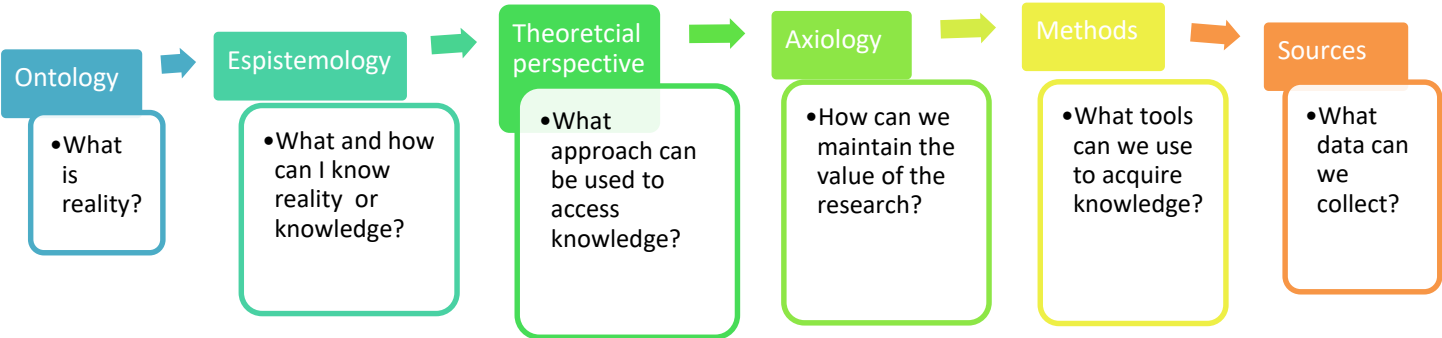 Ontology
•What
is
reality?
Espistemology
•What and how
can I know
reality or
knowledge?
Theoretcial
perspective
•What
approach can
be used to
access
knowledge?
Axiology
•How can we
maintain the
value of the
research?
Methods
•What tools
can we use
to acquire
knowledge?
Sources
•What
data can
we
collect?